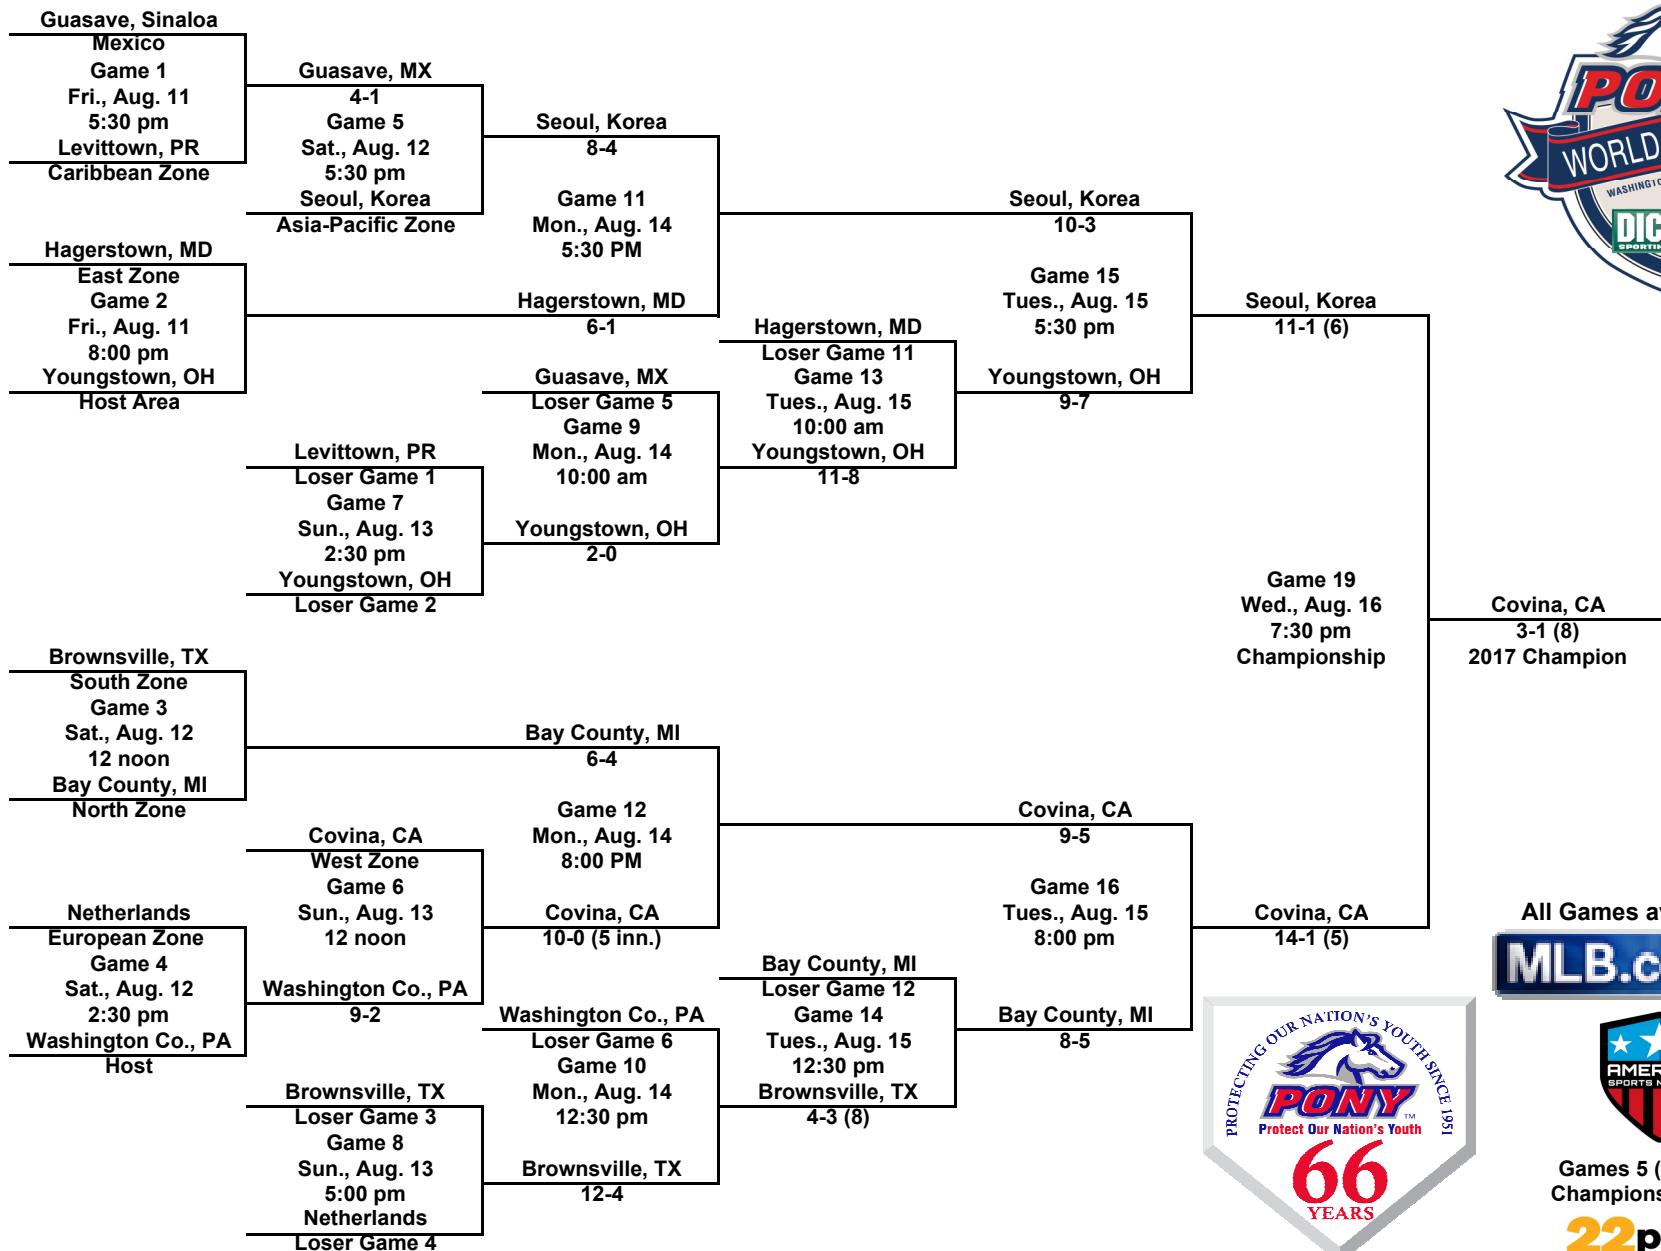 Guasave, Sinaloa
Mexico
Game 1
Fri., Aug. 11
5:30 pm
Levittown, PR
Caribbean Zone
Hagerstown, MD
East Zone
Game 2
Fri., Aug. 11
8:00 pm
Youngstown, OH
Host Area
Brownsville, TX
South Zone
Game 3
Sat., Aug. 12
12 noon
Bay County, MI
North Zone
Netherlands
European Zone
Game 4
Sat., Aug. 12
2:30 pm
Washington Co., PA
Host
Guasave, MX
4-1
Game 5
Sat., Aug. 12
5:30 pm
Seoul, Korea
Asia-Pacific Zone
Levittown, PR
Loser Game 1
Game 7
Sun., Aug. 13
2:30 pm
Youngstown, OH
Loser Game 2
Covina, CA
West Zone
Game 6
Sun., Aug. 13
12 noon
Washington Co., PA
9-2
Brownsville, TX
Loser Game 3
Game 8
Sun., Aug. 13
5:00 pm
Netherlands
Loser Game 4
Seoul, Korea
8-4
Game 11
Mon., Aug. 14
5:30 PM
Hagerstown, MD
6-1
Guasave, MX
Loser Game 5
Game 9
Mon., Aug. 14
10:00 am
Youngstown, OH
2-0
Bay County, MI
6-4
Game 12
Mon., Aug. 14
8:00 PM
Covina, CA
10-0 (5 inn.)
Washington Co., PA
Loser Game 6
Game 10
Mon., Aug. 14
12:30 pm
Brownsville, TX
12-4
Hagerstown, MD
Loser Game 11
Game 13
Tues., Aug. 15
10:00 am
Youngstown, OH
11-8
Bay County, MI
Loser Game 12
Game 14
Tues., Aug. 15
12:30 pm
Brownsville, TX
4-3 (8)
Seoul, Korea
10-3
Game 15
Tues., Aug. 15
5:30 pm
Youngstown, OH
9-7
Covina, CA
9-5
Game 16
Tues., Aug. 15
8:00 pm
Bay County, MI
8-5
Seoul, Korea
11-1 (6)
Game 19
Wed., Aug. 16
7:30 pm
Championship
Covina, CA
14-1 (5)
Covina, CA
3-1 (8)
2017 Champion
WORLD
All Games
MLB.c
Games 5 (
PROTECTING OUR NATION'S YOUTH SINCE 1951
PONY™
Protect Our Nation's Youth
66
YEARS
22p